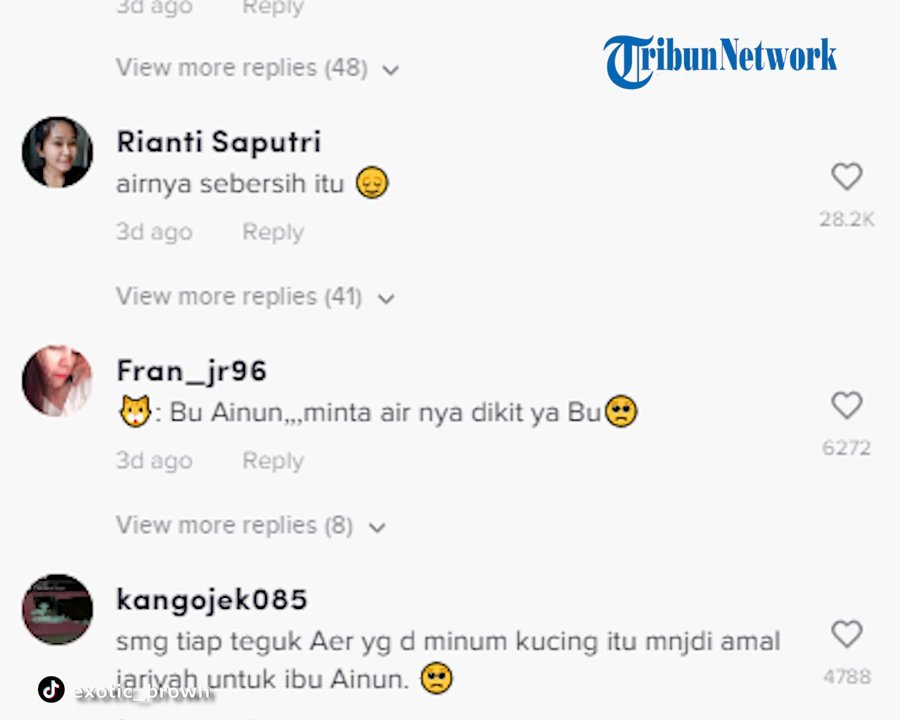 3d ago Reply
View more replies (48)
TribunNetwork
Rianti Saputri
airnya sebersih itu 😌
28.2K
3d ago Reply
View more replies (41)
Fran_jr96
🐱: Bu Ainun,,,minta air nya dikit ya Bu🥺
6272
3d ago Reply
View more replies (8)
kangojek085
smg tiap teguk Aer yg d minum kucing itu mnjdi amal
jariyah untuk ibu Ainun. 🥺
4788
exotic_brown